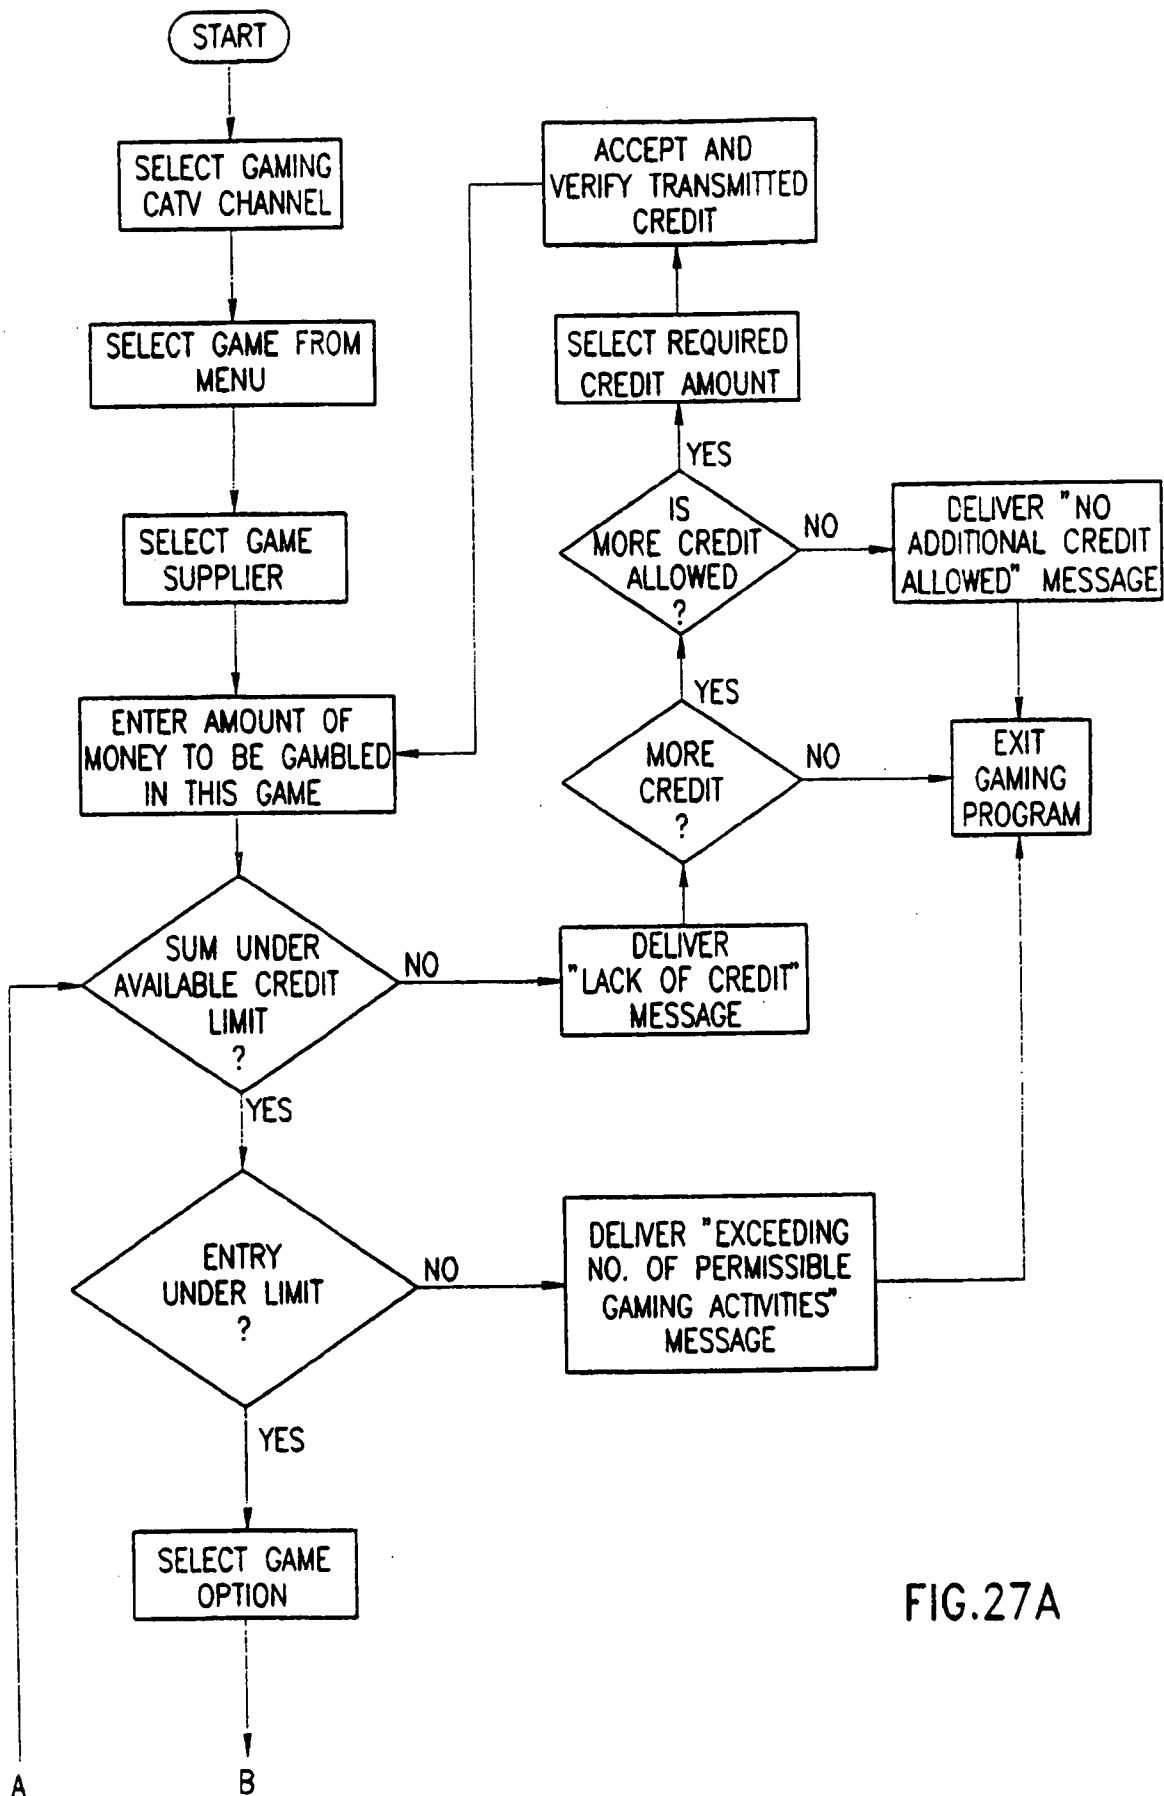 START
SELECT GAMING
CATV CHANNEL
SELECT GAME FROM
MENU
SELECT GAME
SUPPLIER
ENTER AMOUNT OF
MONEY TO BE GAMBLED
IN THIS GAME
SUM UNDER
AVAILABLE CREDIT
LIMIT
?
NO
YES
ENTRY
UNDER LIMIT
?
NO
YES
SELECT GAME
OPTION
A
B
ACCEPT AND
VERIFY TRANSMITTED
CREDIT
SELECT REQUIRED
CREDIT AMOUNT
YES
IS
MORE CREDIT
ALLOWED
?
NO
DELIVER "NO
ADDITIONAL CREDIT
ALLOWED" MESSAGE
YES
MORE
CREDIT
?
NO
EXIT
GAMING
PROGRAM
DELIVER
"LACK OF CREDIT"
MESSAGE
DELIVER "EXCEEDING
NO. OF PERMISSIBLE
GAMING ACTIVITIES"
MESSAGE
FIG.27A